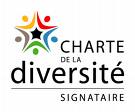 CHARTE
DE LA
diversité
SIGNATAIRE